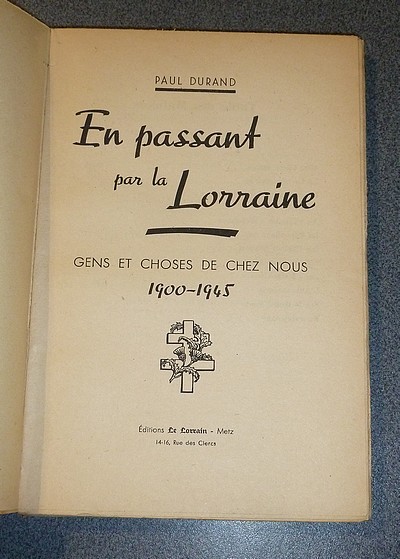 PAUL DURAND
En passant
par la
Lorraine
GENS ET CHOSES DE CHEZ NOUS
1900-1945
Éditions Le Lorrain - Metz
14-16, Rue des Clercs